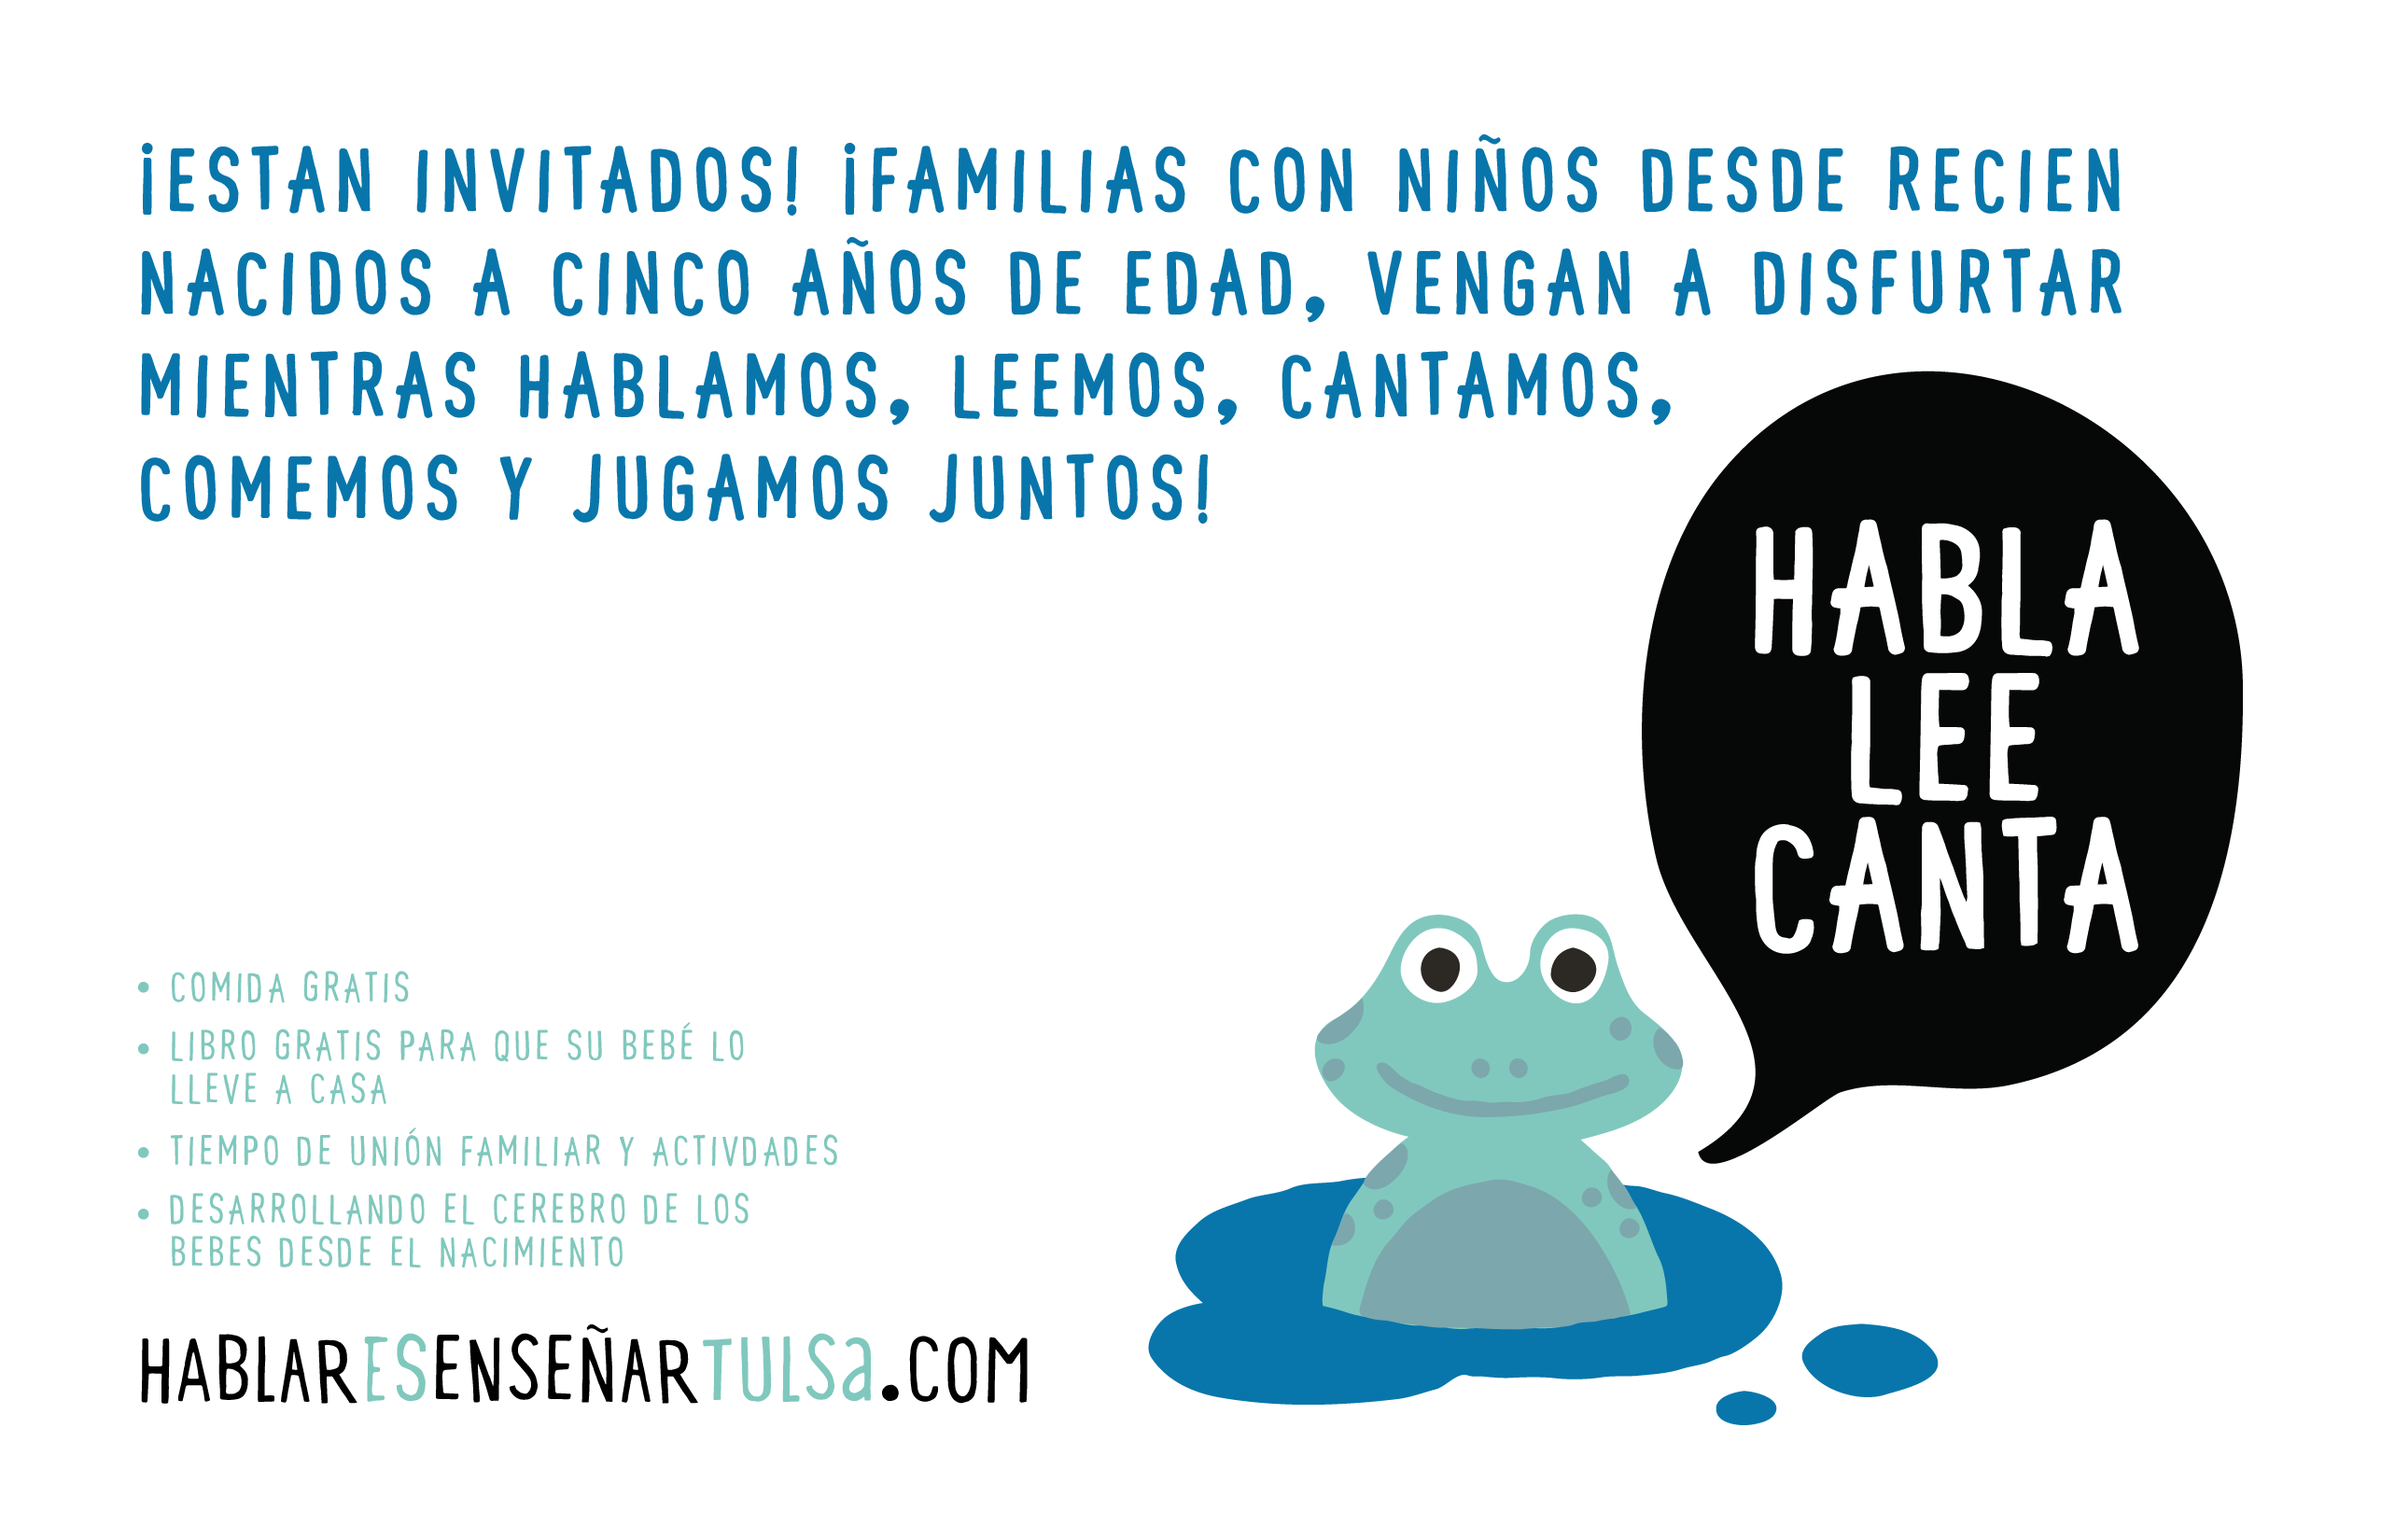 ¡ESTAN INVITADOS! ¡FAMILIAS CON NIÑOS DESDE RECIEN
NACIDOS A CINCO AÑOS DE EDAD, VENGAN A DISFURTAR
MIENTRAS HABLAMOS, LEEMOS, CANTAMOS,
COMEMOS Y JUGAMOS JUNTOS!
HABLA
LEE
CANTA
• COMIDA GRATIS
• LIBRO GRATIS PARA QUE SU BEBÉ LO
LLEVE A CASA
• TIEMPO DE UNIÓN FAMILIAR Y ACTIVDADES
• DESARROLLANDO EL CEREBRO DE LOS
BEBES DESDE EL NACIMIENTO
HABLARESENSEÑARTULSa.COM